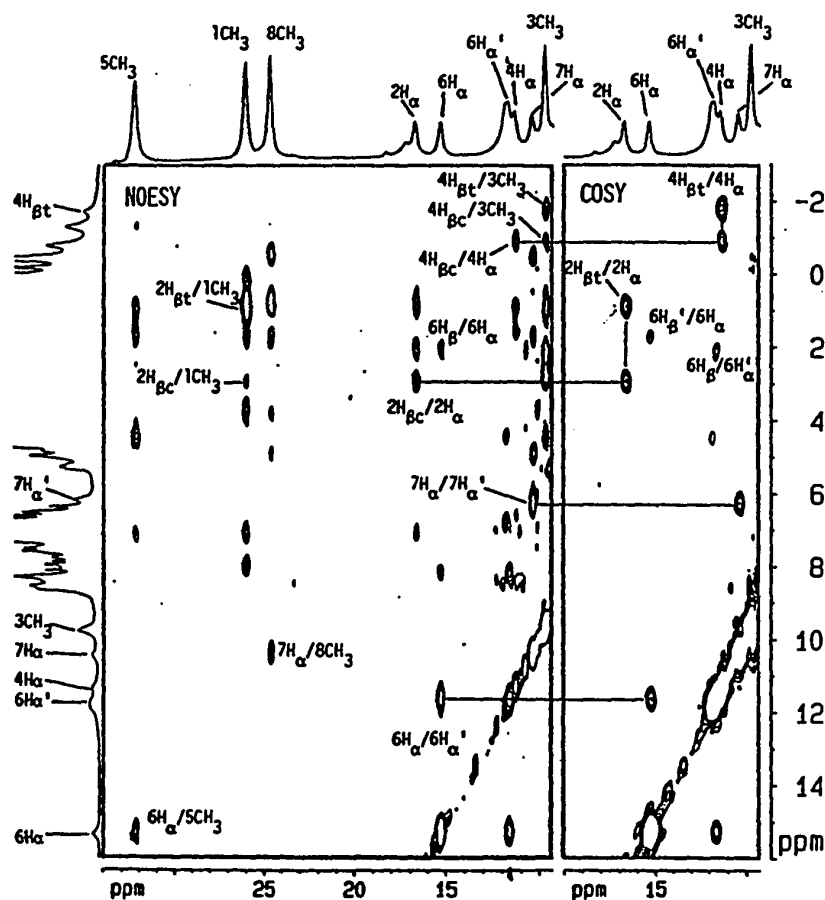 5CH₃
1CH₃ 8CH₃
2Hα
6Hα
6Hα'
4Hα
3CH₃
7Hα
2Hα
6Hα
6Hα'
4Hα
3CH₃
7Hα
NOESY
COSY
4Hβt
7Hα'
3CH₃
7Hα
4Hα
6Hα'
6Hα
4Hβt/3CH₃
4Hβc/3CH₃
4Hβc/4Hα
2Hβt/1CH₃
6Hβ/6Hα
2Hβc/1CH₃
2Hβc/2Hα
7Hα/7Hα'
7Hα/8CH₃
6Hα/6Hα'
6Hα/5CH₃
4Hβt/4Hα
2Hβt/2Hα
6Hβ'/6Hα
6Hβ/6Hα'
-2
0
2
4
6
8
10
12
14
ppm
ppm 25 20 15
ppm 15